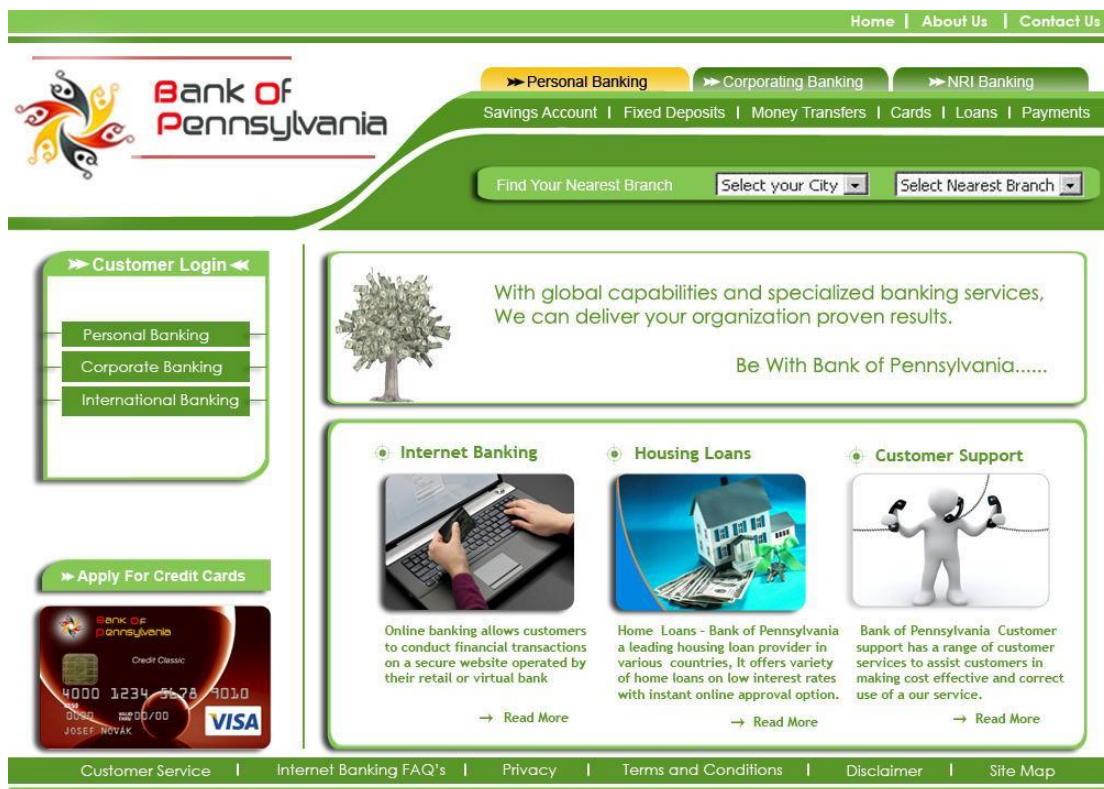 Home | About Us | Contact Us
Bank of
Pennsylvania
Personal Banking
Corporating Banking
NRI Banking
Savings Account | Fixed Deposits | Money Transfers | Cards | Loans | Payments
Find Your Nearest Branch
Select your City
Select Nearest Branch
Customer Login
Personal Banking
Corporate Banking
International Banking
With global capabilities and specialized banking services,
We can deliver your organization proven results.
Be With Bank of Pennsylvania......
Internet Banking
Online banking allows customers
to conduct financial transactions
on a secure website operated by
their retail or virtual bank
→ Read More
Housing Loans
Home Loans - Bank of Pennsylvania
a leading housing loan provider in
various countries, It offers variety
of home loans on low interest rates
with instant online approval option.
→ Read More
Customer Support
Bank of Pennsylvania Customer
support has a range of customer
services to assist customers in
making cost effective and correct
use of a our service.
→ Read More
Apply For Credit Cards
Bank of
Pennsylvania
Credit Classic
4000 1234 5678 9010
00/00
JOSEF NOVÁK
VISA
Customer Service | Internet Banking FAQ's | Privacy | Terms and Conditions | Disclaimer | Site Map